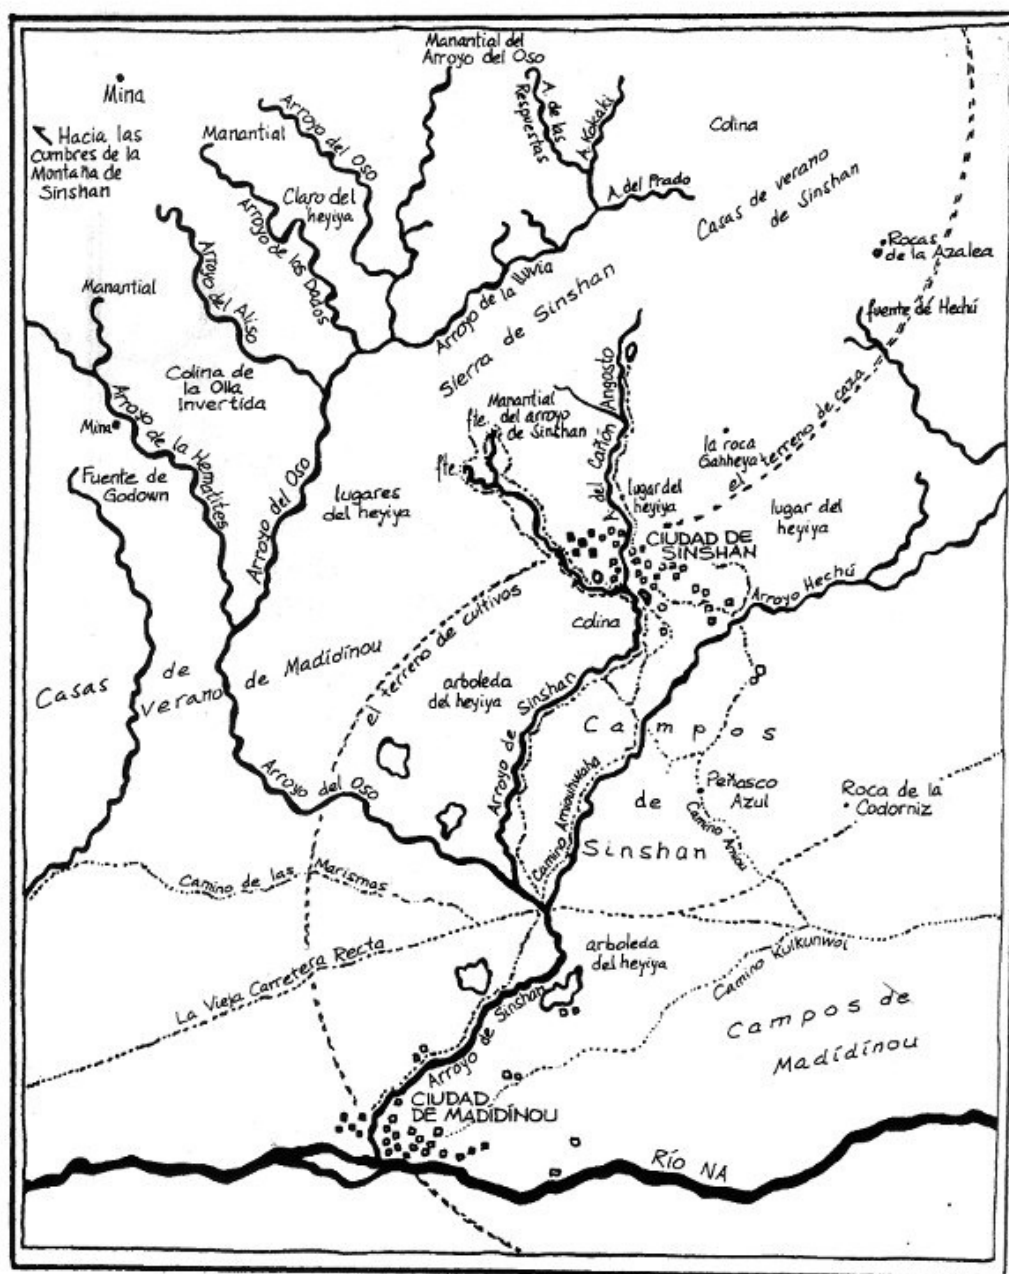 Manantial del
Arroyo del Oso
Mina
Hacia las
cumbres de la
Montaña de
Sinshan
Manantial
Arroyo del Oso
Claro del
heyiya
A. de las
Respuestas
A. Kokaki
A. del Prado
Colina
Casas de verano
de Sinshan
Rocas
de la Azalea
Arroyo de los Dados
Arroyo del Aliso
Manantial
Arroyo de la lluvia
Sierra de Sinshan
fuente de Hechú
Colina de
la Olla
Invertida
Mina
Arroyo de la Hematites
Fuente de
Godown
Arroyo del Oso
lugares
del heyiya
fte.
fte.
Manantial
del arroyo
de Sinshan
A. del Cañón Angosto
la roca
Gahheya
el terreno de caza
lugar del
heyiya
lugar del
heyiya
CIUDAD DE
SINSHAN
Arroyo Hechú
Colina
el terreno de cultivos
Casas de verano de Madidínou
arboleda
del heyiya
Arroyo de Sinshan
Campos
de
Sinshan
Camino Amiouhwaha
Peñasco
Azul
Camino Amiou
Roca de la
Codorniz
Arroyo del Oso
Camino de las Marismas
La Vieja Carretera Recta
arboleda
del heyiya
Camino Kulkunwoi
Arroyo de Sinshan
Campos de
Madídínou
CIUDAD
DE MADIDÍNOU
RÍO NA